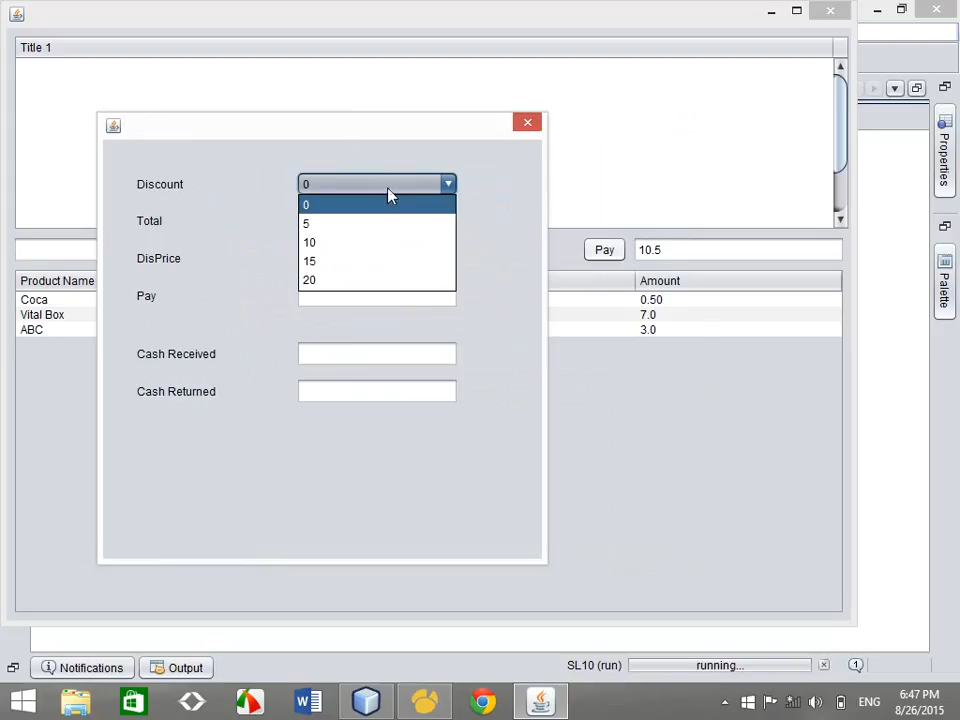 Title 1
Discount
0
0
5
10
15
20
Total
DisPrice
Pay
Cash Received
Cash Returned
Pay
10.5
Product Name
Amount
Coca
0.50
Vital Box
7.0
ABC
3.0
Properties
Palette
Notifications
Output
SL10 (run)
running...
1
ENG
6:47 PM
8/26/2015